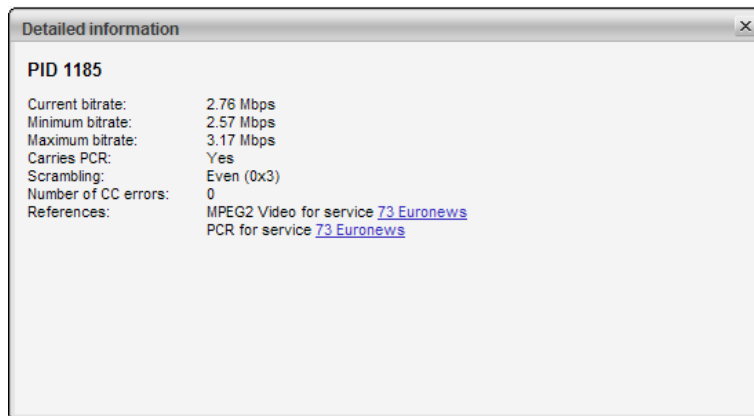 Detailed information
PID 1185
Current bitrate: 2.76 Mbps
Minimum bitrate: 2.57 Mbps
Maximum bitrate: 3.17 Mbps
Carries PCR: Yes
Scrambling: Even (0x3)
Number of CC errors: 0
References: MPEG2 Video for service 73 Euronews
PCR for service 73 Euronews